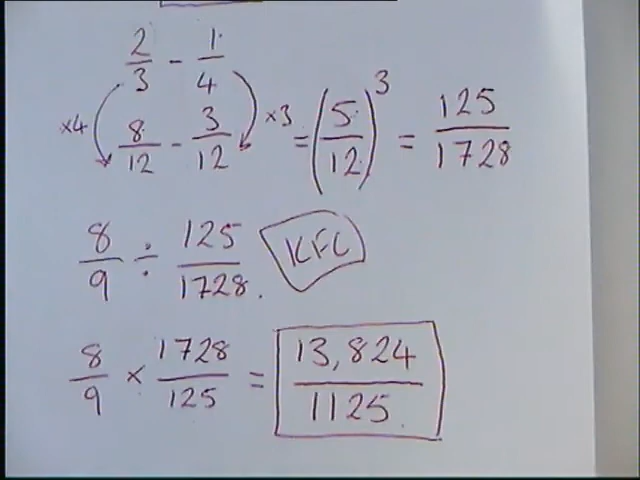 2/3 - 1/4
×4 8/12 - 3/12 ×3 = (5/12)³ = 125/1728
8/9 ÷ 125/1728. KFC
8/9 × 1728/125 = 13,824/1125.